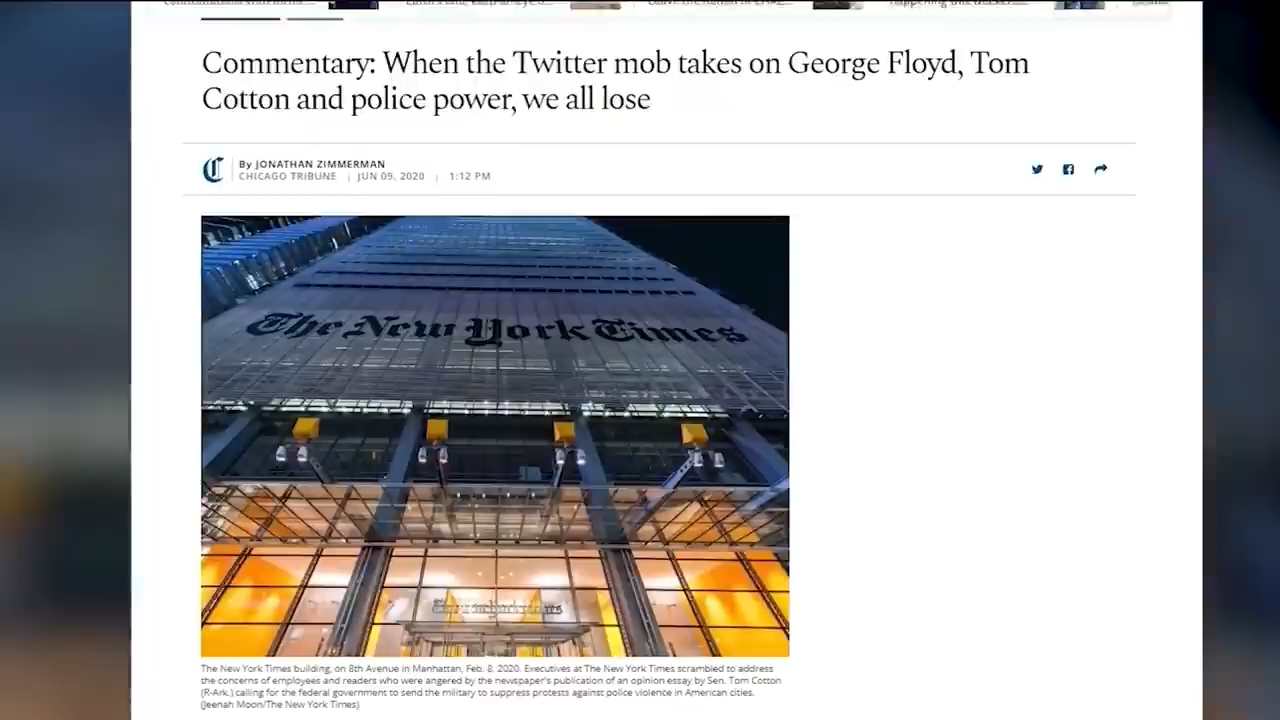 Commentary: When the Twitter mob takes on George Floyd, Tom
Cotton and police power, we all lose
C
By JONATHAN ZIMMERMAN
CHICAGO TRIBUNE | JUN 09, 2020 | 1:12 PM
The New York Times
The New York Times
The New York Times building, on 8th Avenue in Manhattan, Feb. 8, 2020. Executives at The New York Times scrambled to address
the concerns of employees and readers who were angered by the newspaper's publication of an opinion essay by Sen. Tom Cotton
(R-Ark.) calling for the federal government to send the military to suppress protests against police violence in American cities.
(Jeenah Moon/The New York Times)